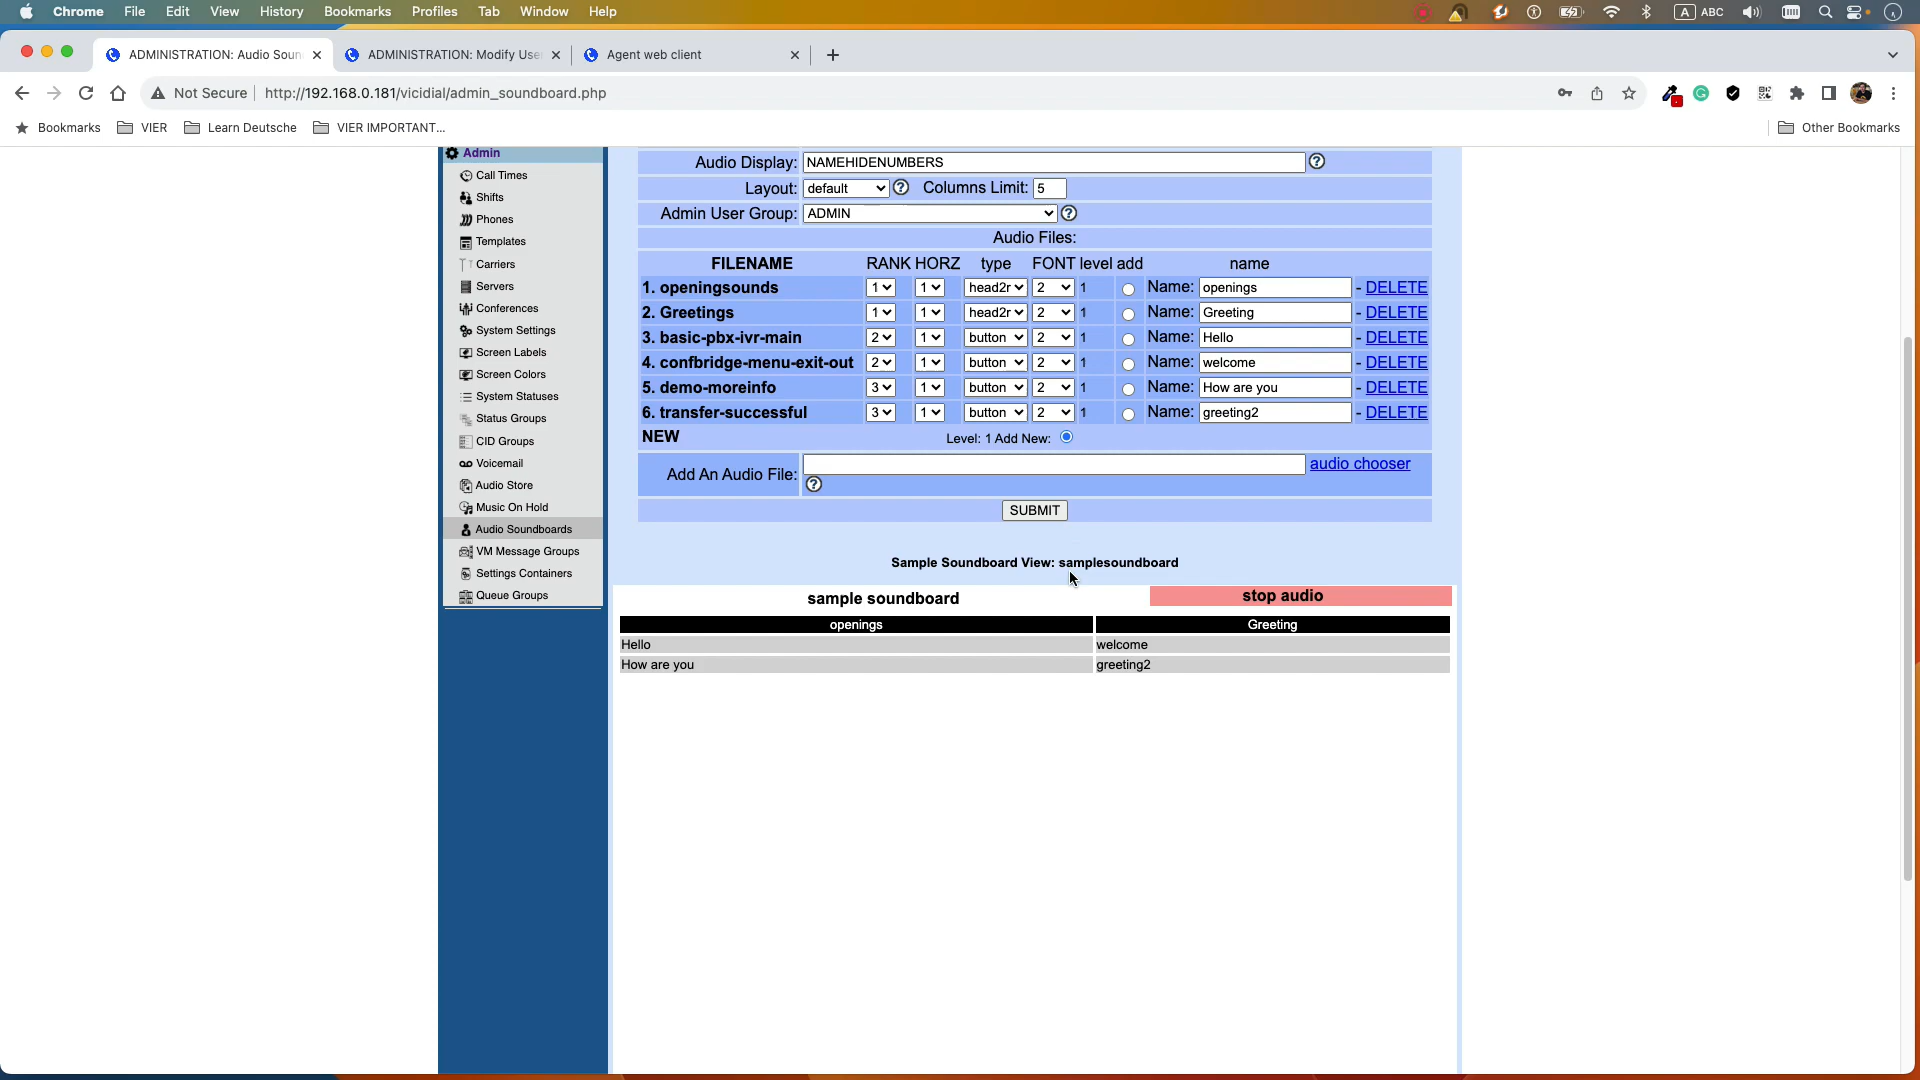 Chrome File Edit View History Bookmarks Profiles Tab Window Help A ABC
ADMINISTRATION: Audio Soun ADMINISTRATION: Modify Use Agent web client
Not Secure http://192.168.0.181/vicidial/admin_soundboard.php
Bookmarks VIER Learn Deutsche VIER IMPORTANT... Other Bookmarks
Admin
Call Times
Shifts
Phones
Templates
Carriers
Servers
Conferences
System Settings
Screen Labels
Screen Colors
System Statuses
Status Groups
CID Groups
Voicemail
Audio Store
Music On Hold
Audio Soundboards
VM Message Groups
Settings Containers
Queue Groups
Audio Display: NAMEHIDENUMBERS ?
Layout: default ? Columns Limit: 5
Admin User Group: ADMIN ?
Audio Files:
FILENAME RANK HORZ type FONT level add name
1. openingsounds 1 1 head2r 2 1 Name: openings - DELETE
2. Greetings 1 1 head2r 2 1 Name: Greeting - DELETE
3. basic-pbx-ivr-main 2 1 button 2 1 Name: Hello - DELETE
4. confbridge-menu-exit-out 2 1 button 2 1 Name: welcome - DELETE
5. demo-moreinfo 3 1 button 2 1 Name: How are you - DELETE
6. transfer-successful 3 1 button 2 1 Name: greeting2 - DELETE
NEW Level: 1 Add New:
Add An Audio File: audio chooser
?
SUBMIT
Sample Soundboard View: samplesoundboard
sample soundboard stop audio
openings Greeting
Hello welcome
How are you greeting2